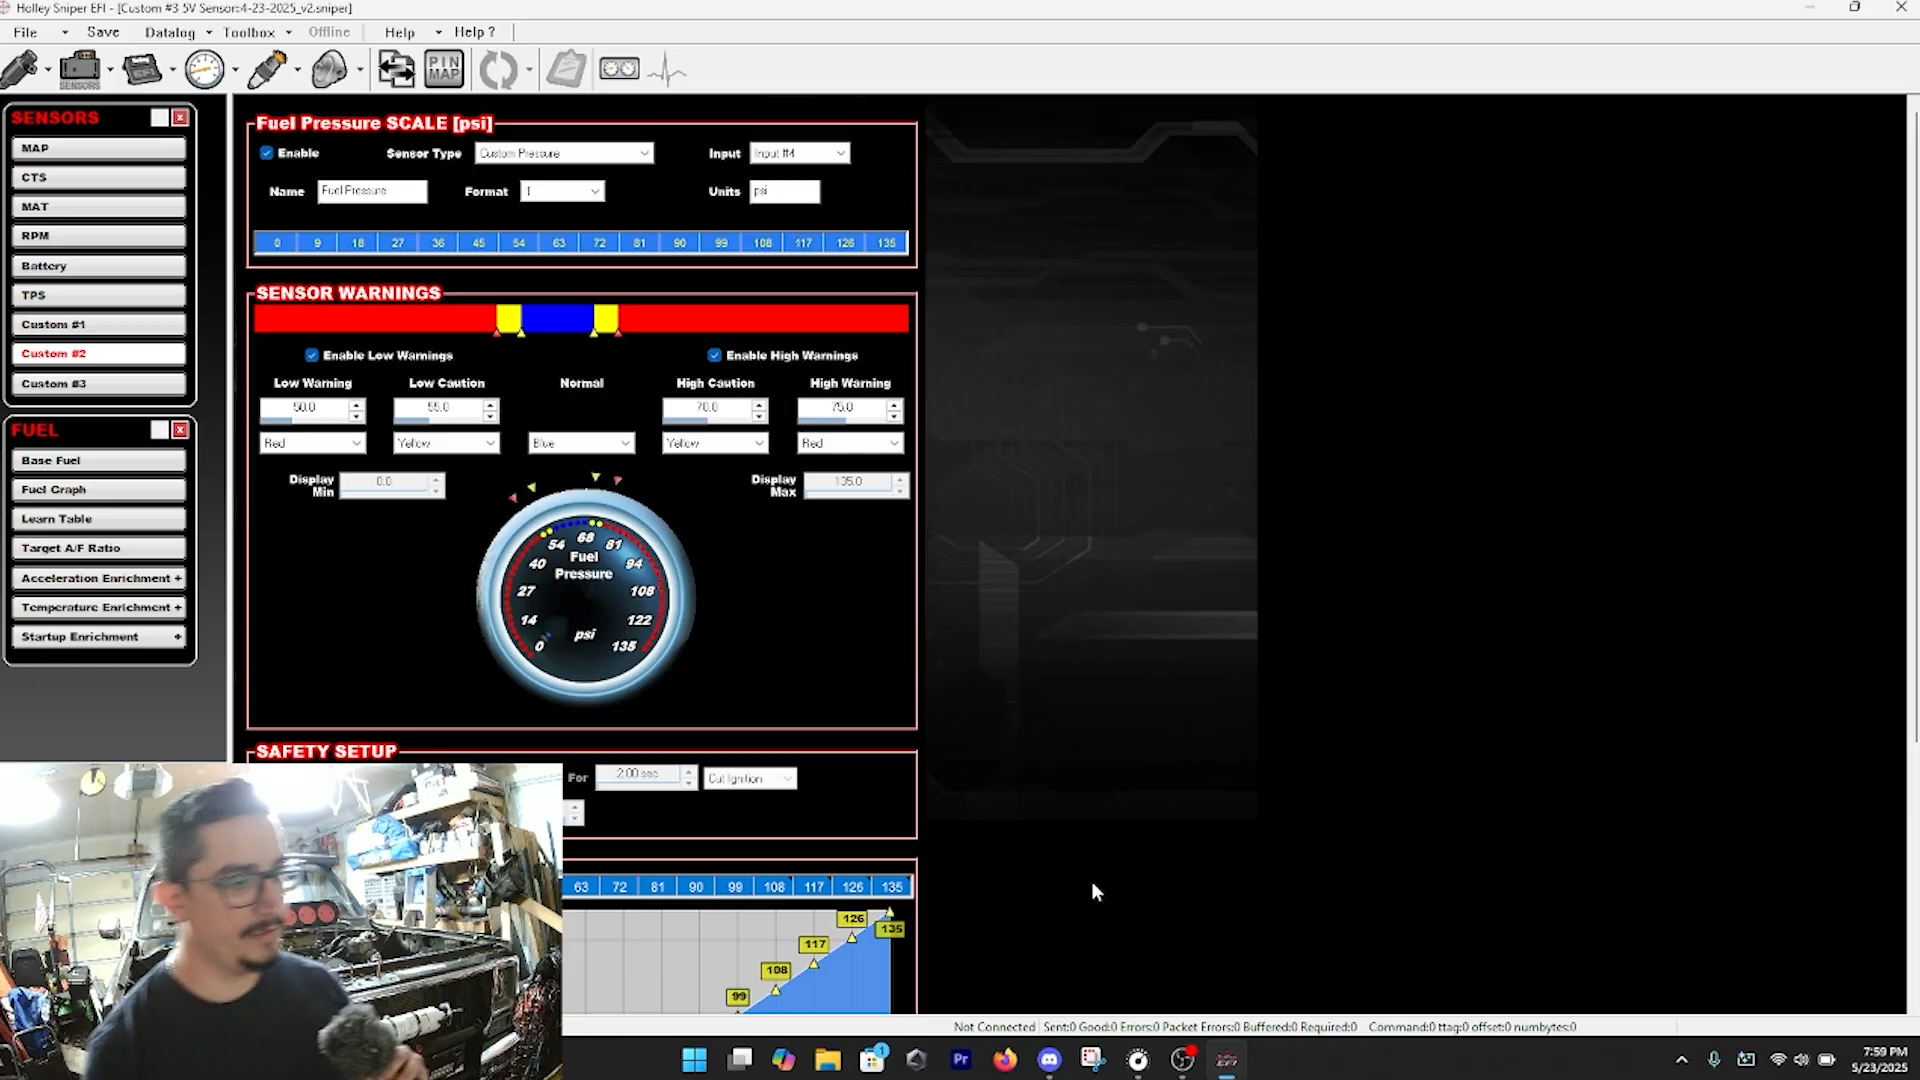 Holley Sniper EFI - [Custom #3 5V Sensor:4-23-2025_v2.sniper]
File Save Datalog Toolbox Offline Help Help ?
SENSORS PIN MAP
SENSORS
MAP
CTS
MAT
RPM
Battery
TPS
Custom #1
Custom #2
Custom #3
FUEL
Base Fuel
Fuel Graph
Learn Table
Target A/F Ratio
Acceleration Enrichment +
Temperature Enrichment +
Startup Enrichment +
Fuel Pressure SCALE [psi]
Enable Sensor Type Custom Pressure Input Input #4
Name Fuel Pressure Format 1 Units psi
0 9 18 27 36 45 54 63 72 81 90 99 108 117 126 135
SENSOR WARNINGS
Enable Low Warnings Enable High Warnings
Low Warning Low Caution Normal High Caution High Warning
50.0 55.0 70.0 75.0
Red Yellow Blue Yellow Red
Display Min 0.0 Display Max 135.0
0 14 27 40 54 68 81 94 108 122 135
Fuel
Pressure
psi
SAFETY SETUP
For 2.00 sec Cut Ignition
63 72 81 90 99 108 117 126 135
99 108 117 126 135
Not Connected Sent:0 Good:0 Errors:0 Packet Errors:0 Buffered:0 Required:0 Command:0 ttag:0 offset:0 numbytes:0
1 Pr EFI
7:59 PM
5/23/2025